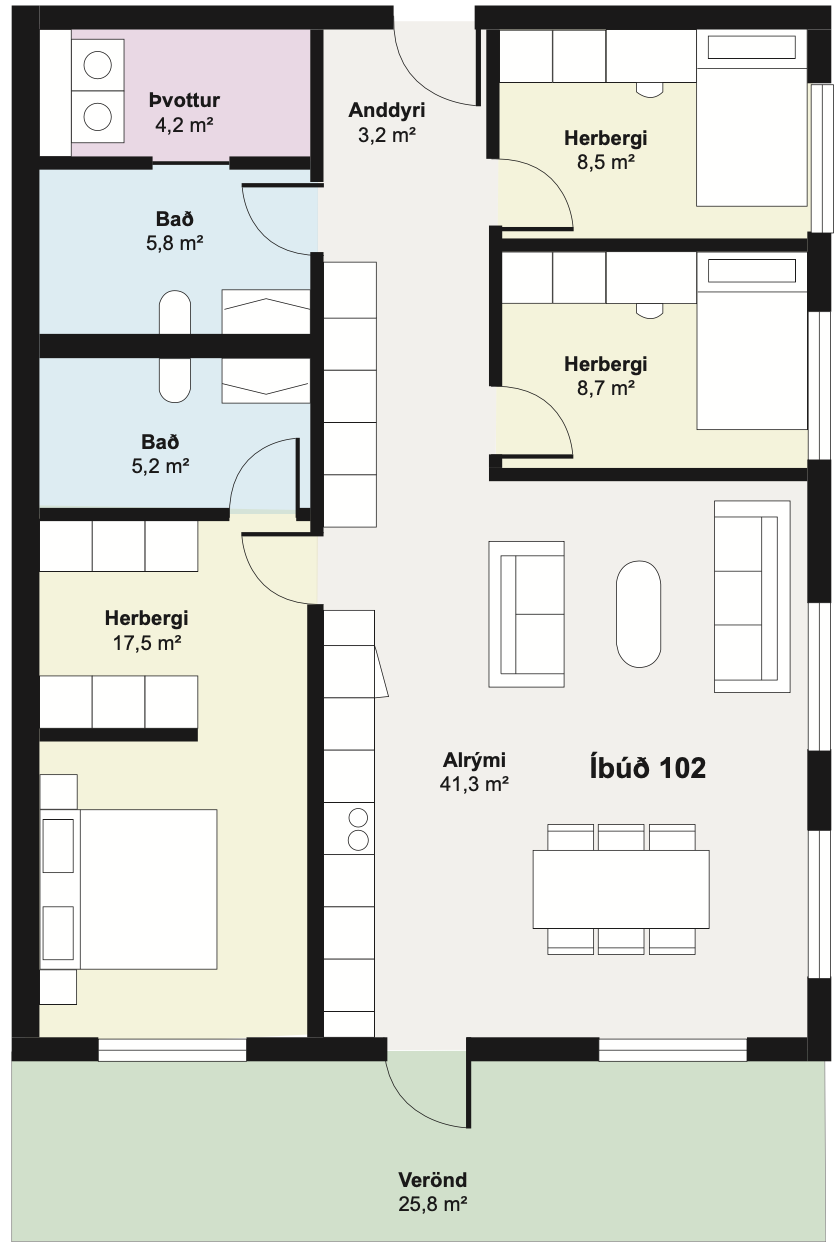 Þvottur
4,2 m²
Anddyri
3,2 m²
Herbergi
8,5 m²
Bað
5,8 m²
Herbergi
8,7 m²
Bað
5,2 m²
Herbergi
17,5 m²
Alrými
41,3 m²
Íbúð 102
Verönd
25,8 m²